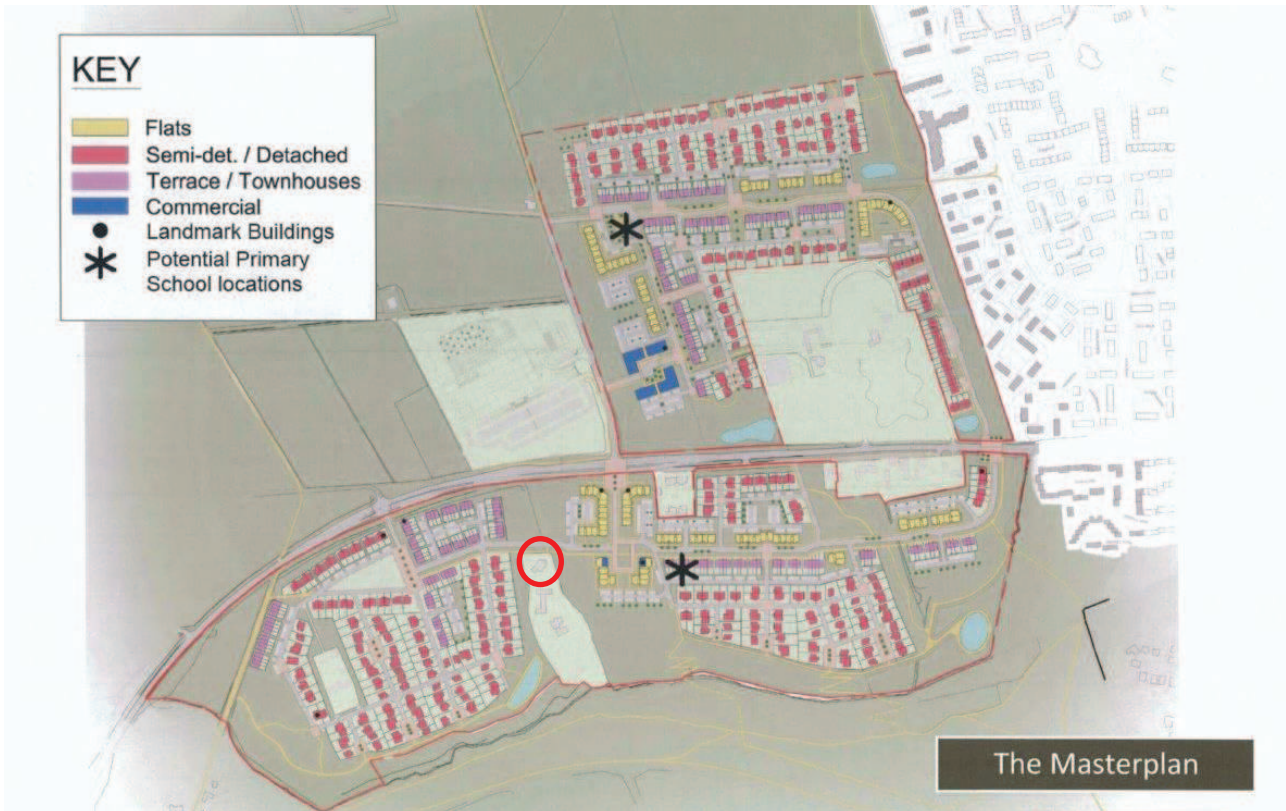 KEY
Flats
Semi-det. / Detached
Terrace / Townhouses
Commercial
Landmark Buildings
Potential Primary
School locations
The Masterplan